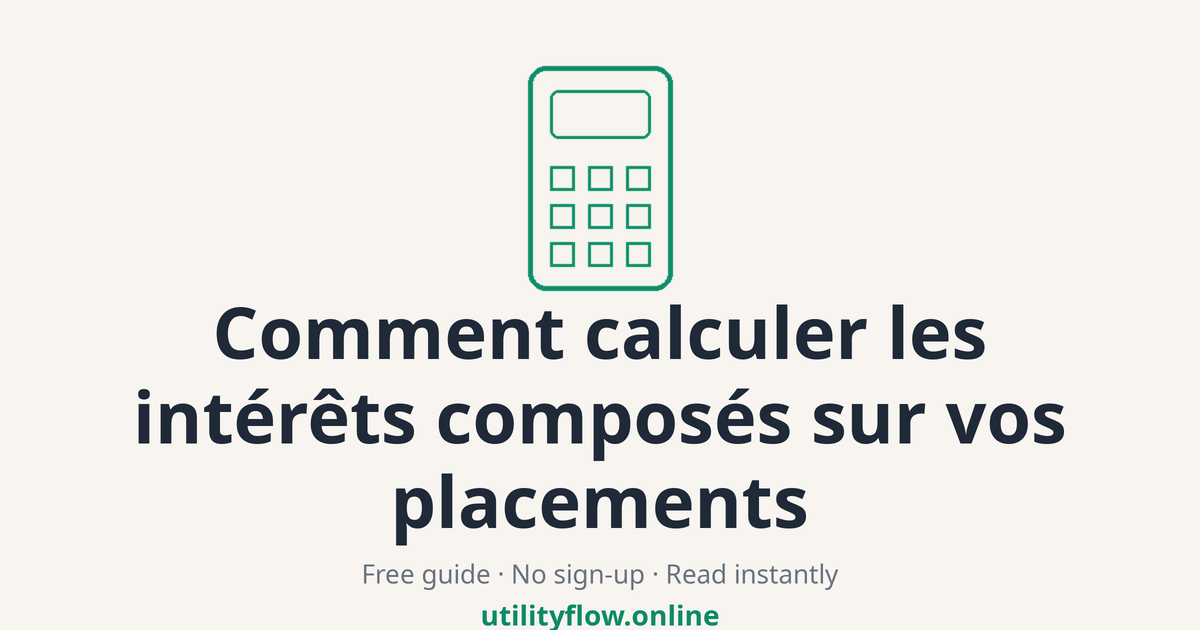 Comment calculer les
intérêts composés sur vos
placements
Free guide · No sign-up · Read instantly
utilityflow.online